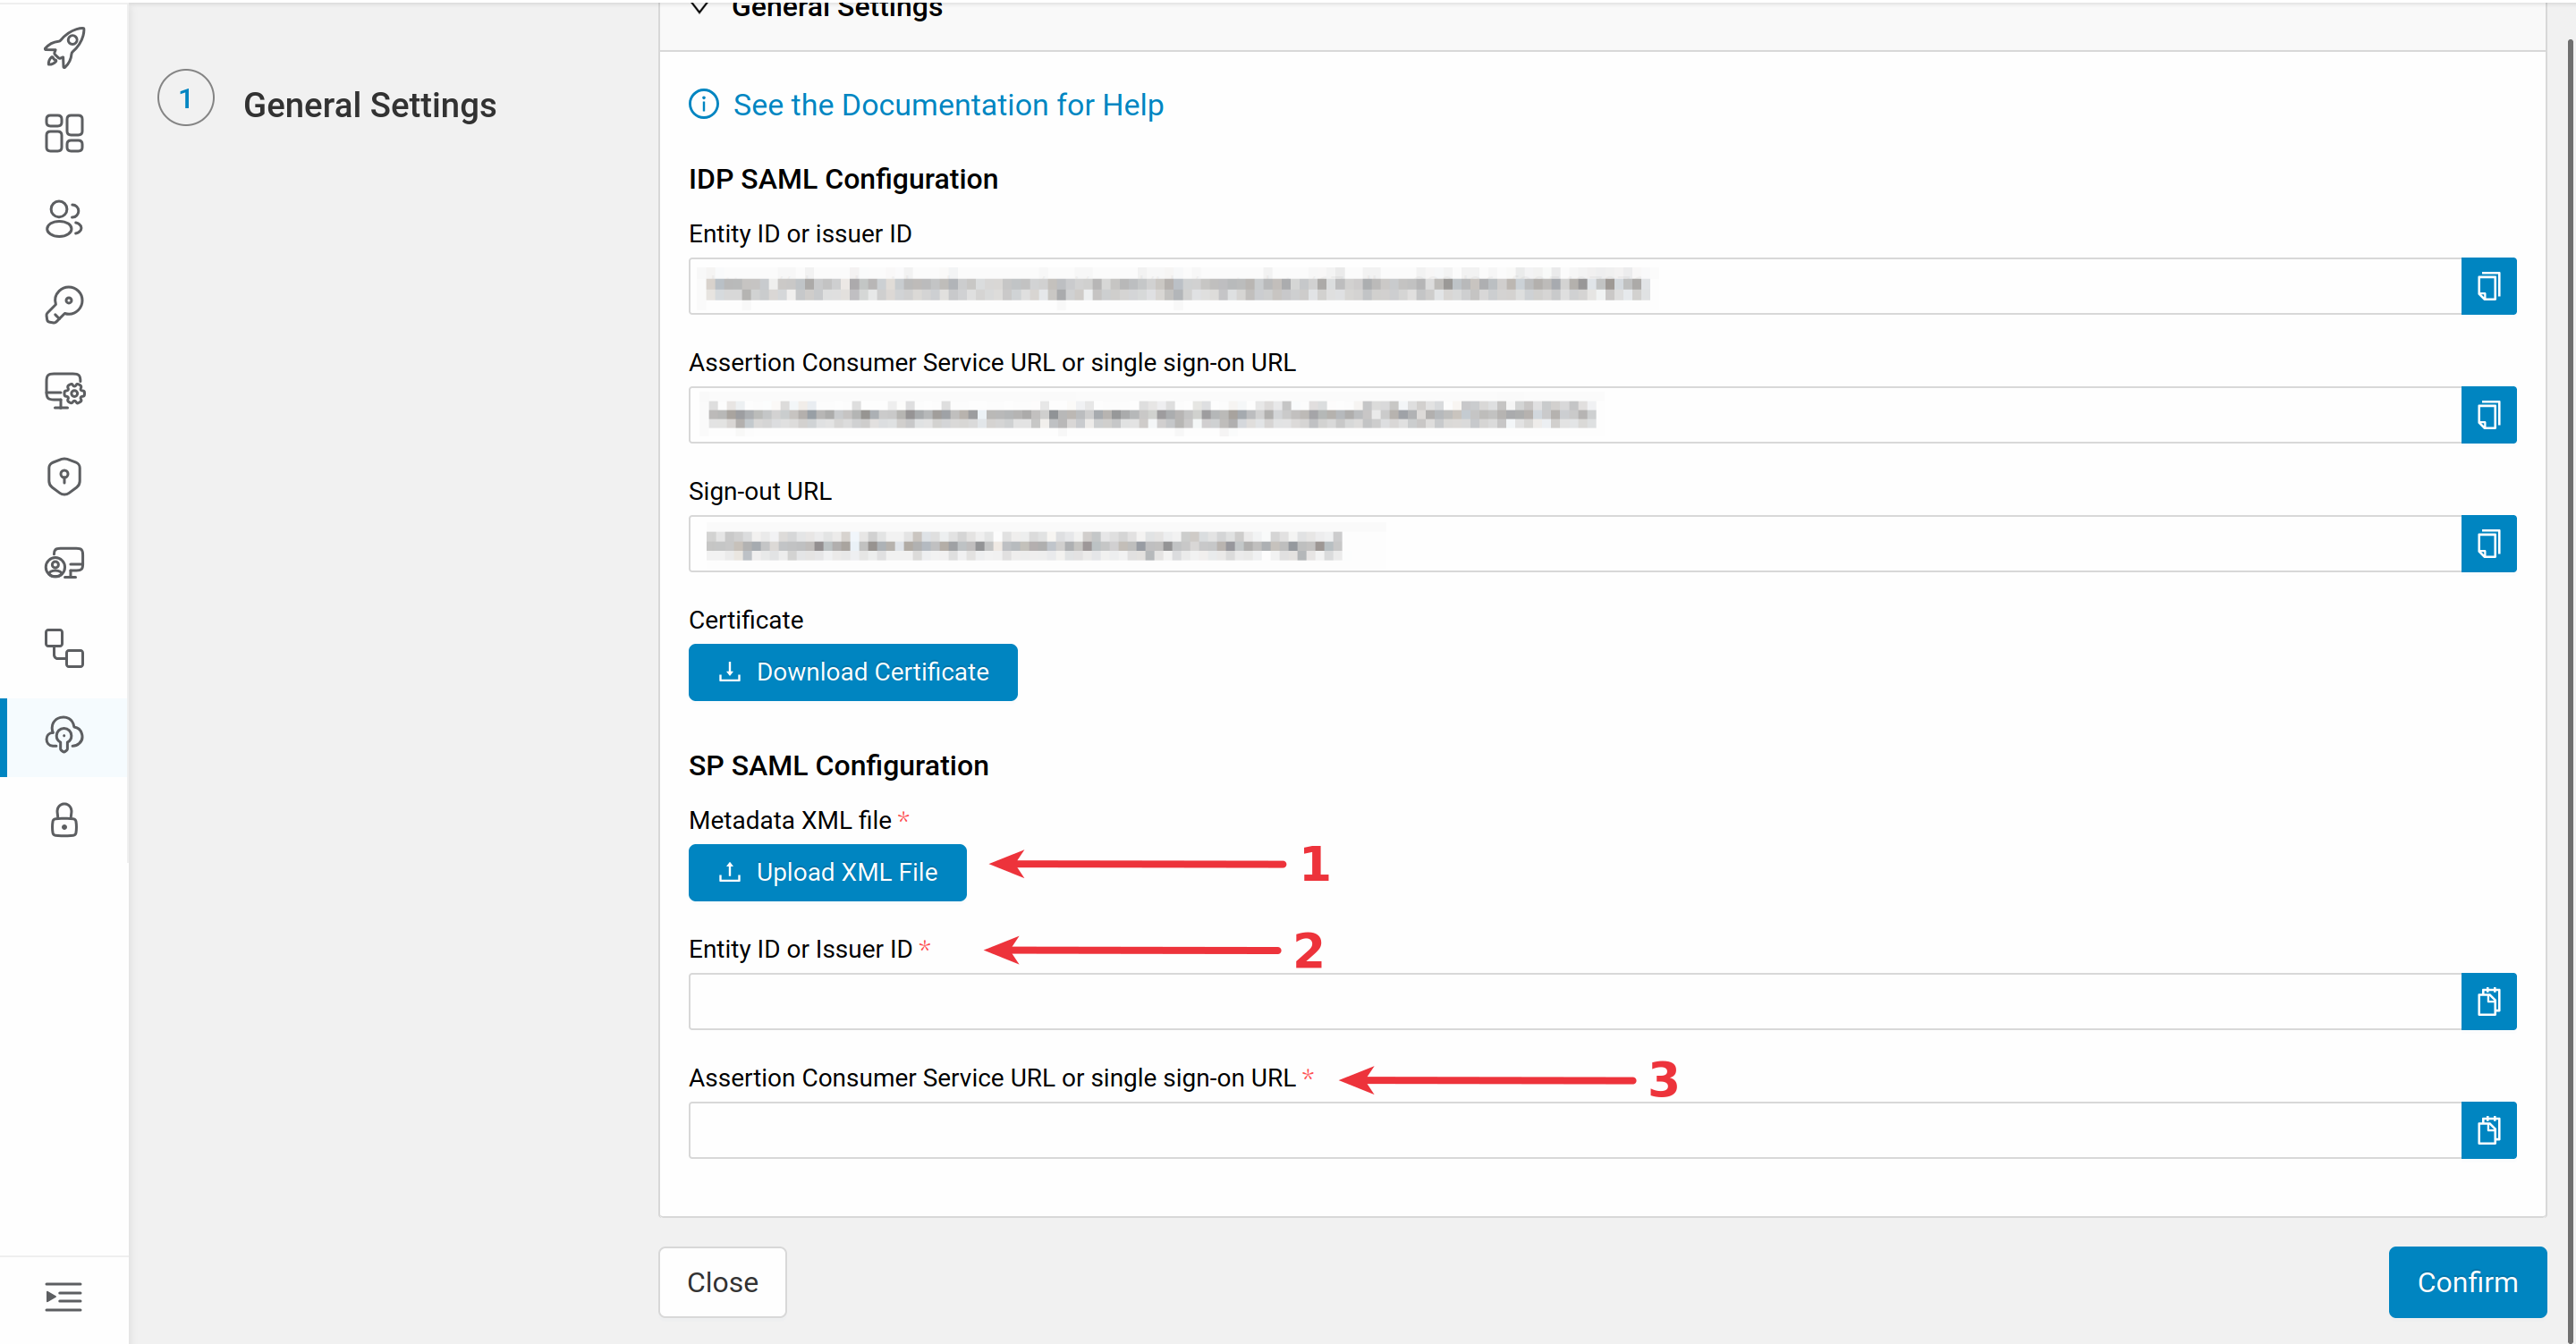 General Settings
1
General Settings
See the Documentation for Help
IDP SAML Configuration
Entity ID or issuer ID
Assertion Consumer Service URL or single sign-on URL
Sign-out URL
Certificate
Download Certificate
SP SAML Configuration
Metadata XML file *
Upload XML File
1
Entity ID or Issuer ID *
2
Assertion Consumer Service URL or single sign-on URL *
3
Close
Confirm